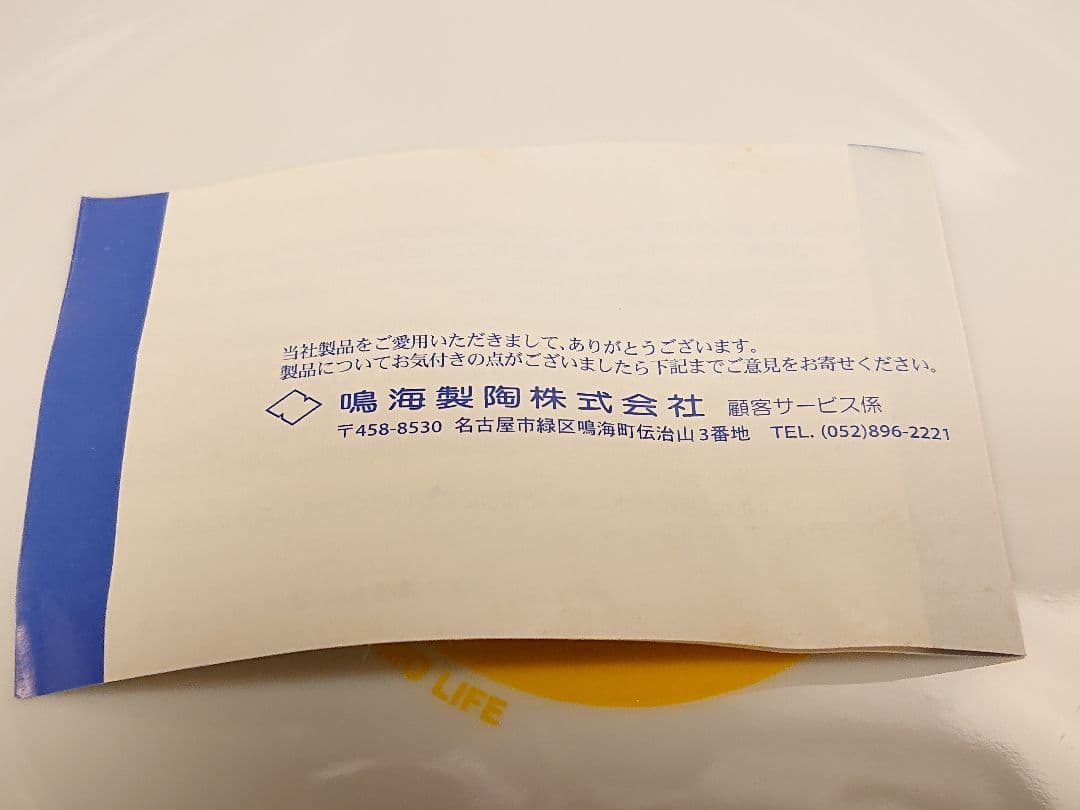 当社製品をご愛用いただきまして、ありがとうございます。
製品についてお気付きの点がございましたら下記までご意見をお寄せください。
鳴海製陶株式会社 顧客サービス係
〒458-8530 名古屋市緑区鳴海町伝治山3番地 TEL. (052)896-2221
LIFE